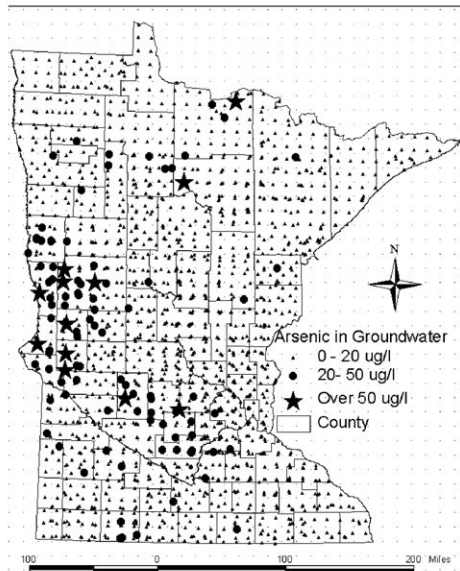 N
Arsenic in Groundwater
0 - 20 ug/l
20- 50 ug/l
Over 50 ug/l
County
100 0 100 200 Miles